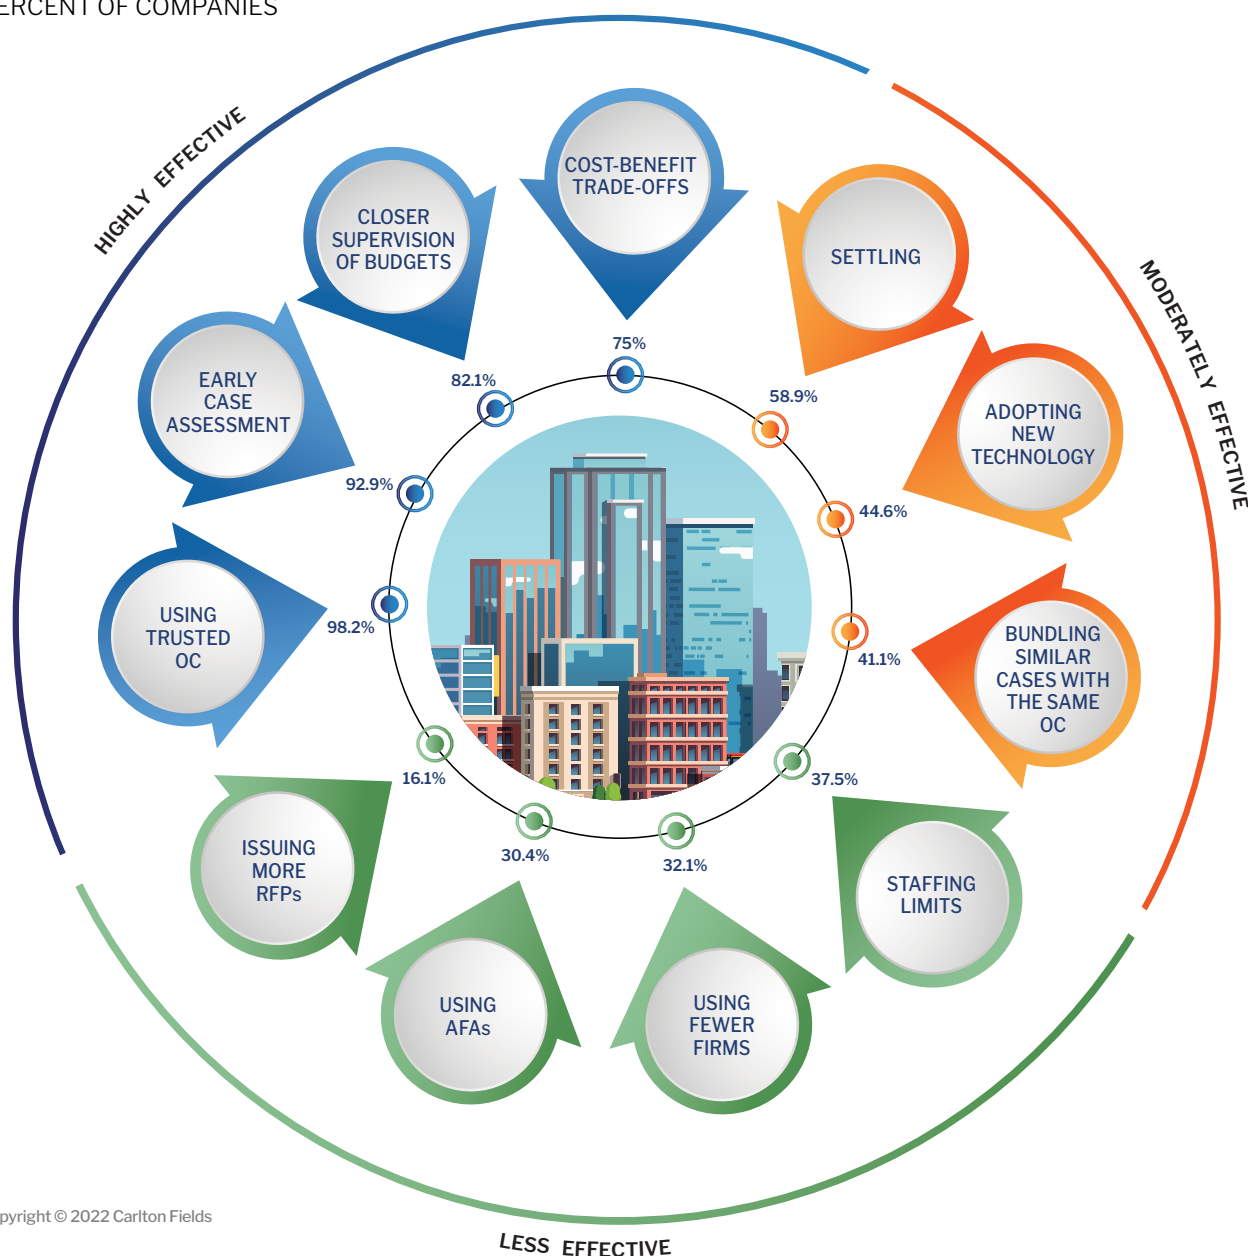 ERCENT OF COMPANIES
HIGHLY EFFECTIVE
COST-BENEFIT
TRADE-OFFS
75%
CLOSER
SUPERVISION
OF BUDGETS
82.1%
EARLY
CASE
ASSESSMENT
92.9%
USING
TRUSTED
OC
98.2%
MODERATELY EFFECTIVE
SETTLING
58.9%
ADOPTING
NEW
TECHNOLOGY
44.6%
BUNDLING
SIMILAR
CASES WITH
THE SAME
OC
41.1%
STAFFING
LIMITS
37.5%
USING
FEWER
FIRMS
32.1%
USING
AFAs
30.4%
ISSUING
MORE
RFPs
16.1%
LESS EFFECTIVE
pyright © 2022 Carlton Fields